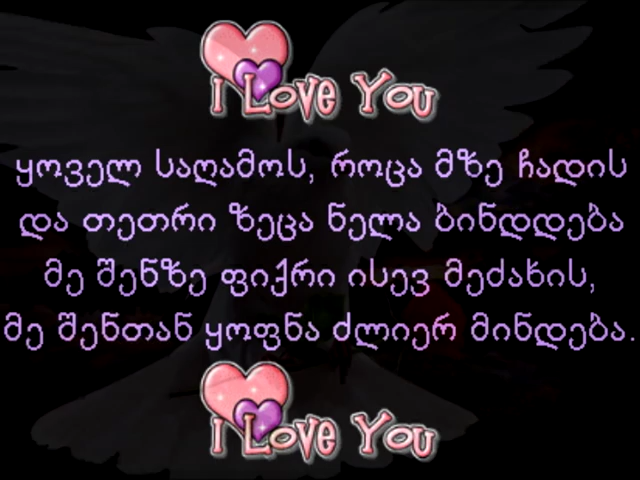 I Love You
ყოველ საღამოს, როცა მზე ჩადის
და თეთრი ზეცა ნელა ბინდდება
მე შენზე ფიქრი ისევ მეძახის,
მე შენთან ყოფნა ძლიერ მინდება.
I Love You